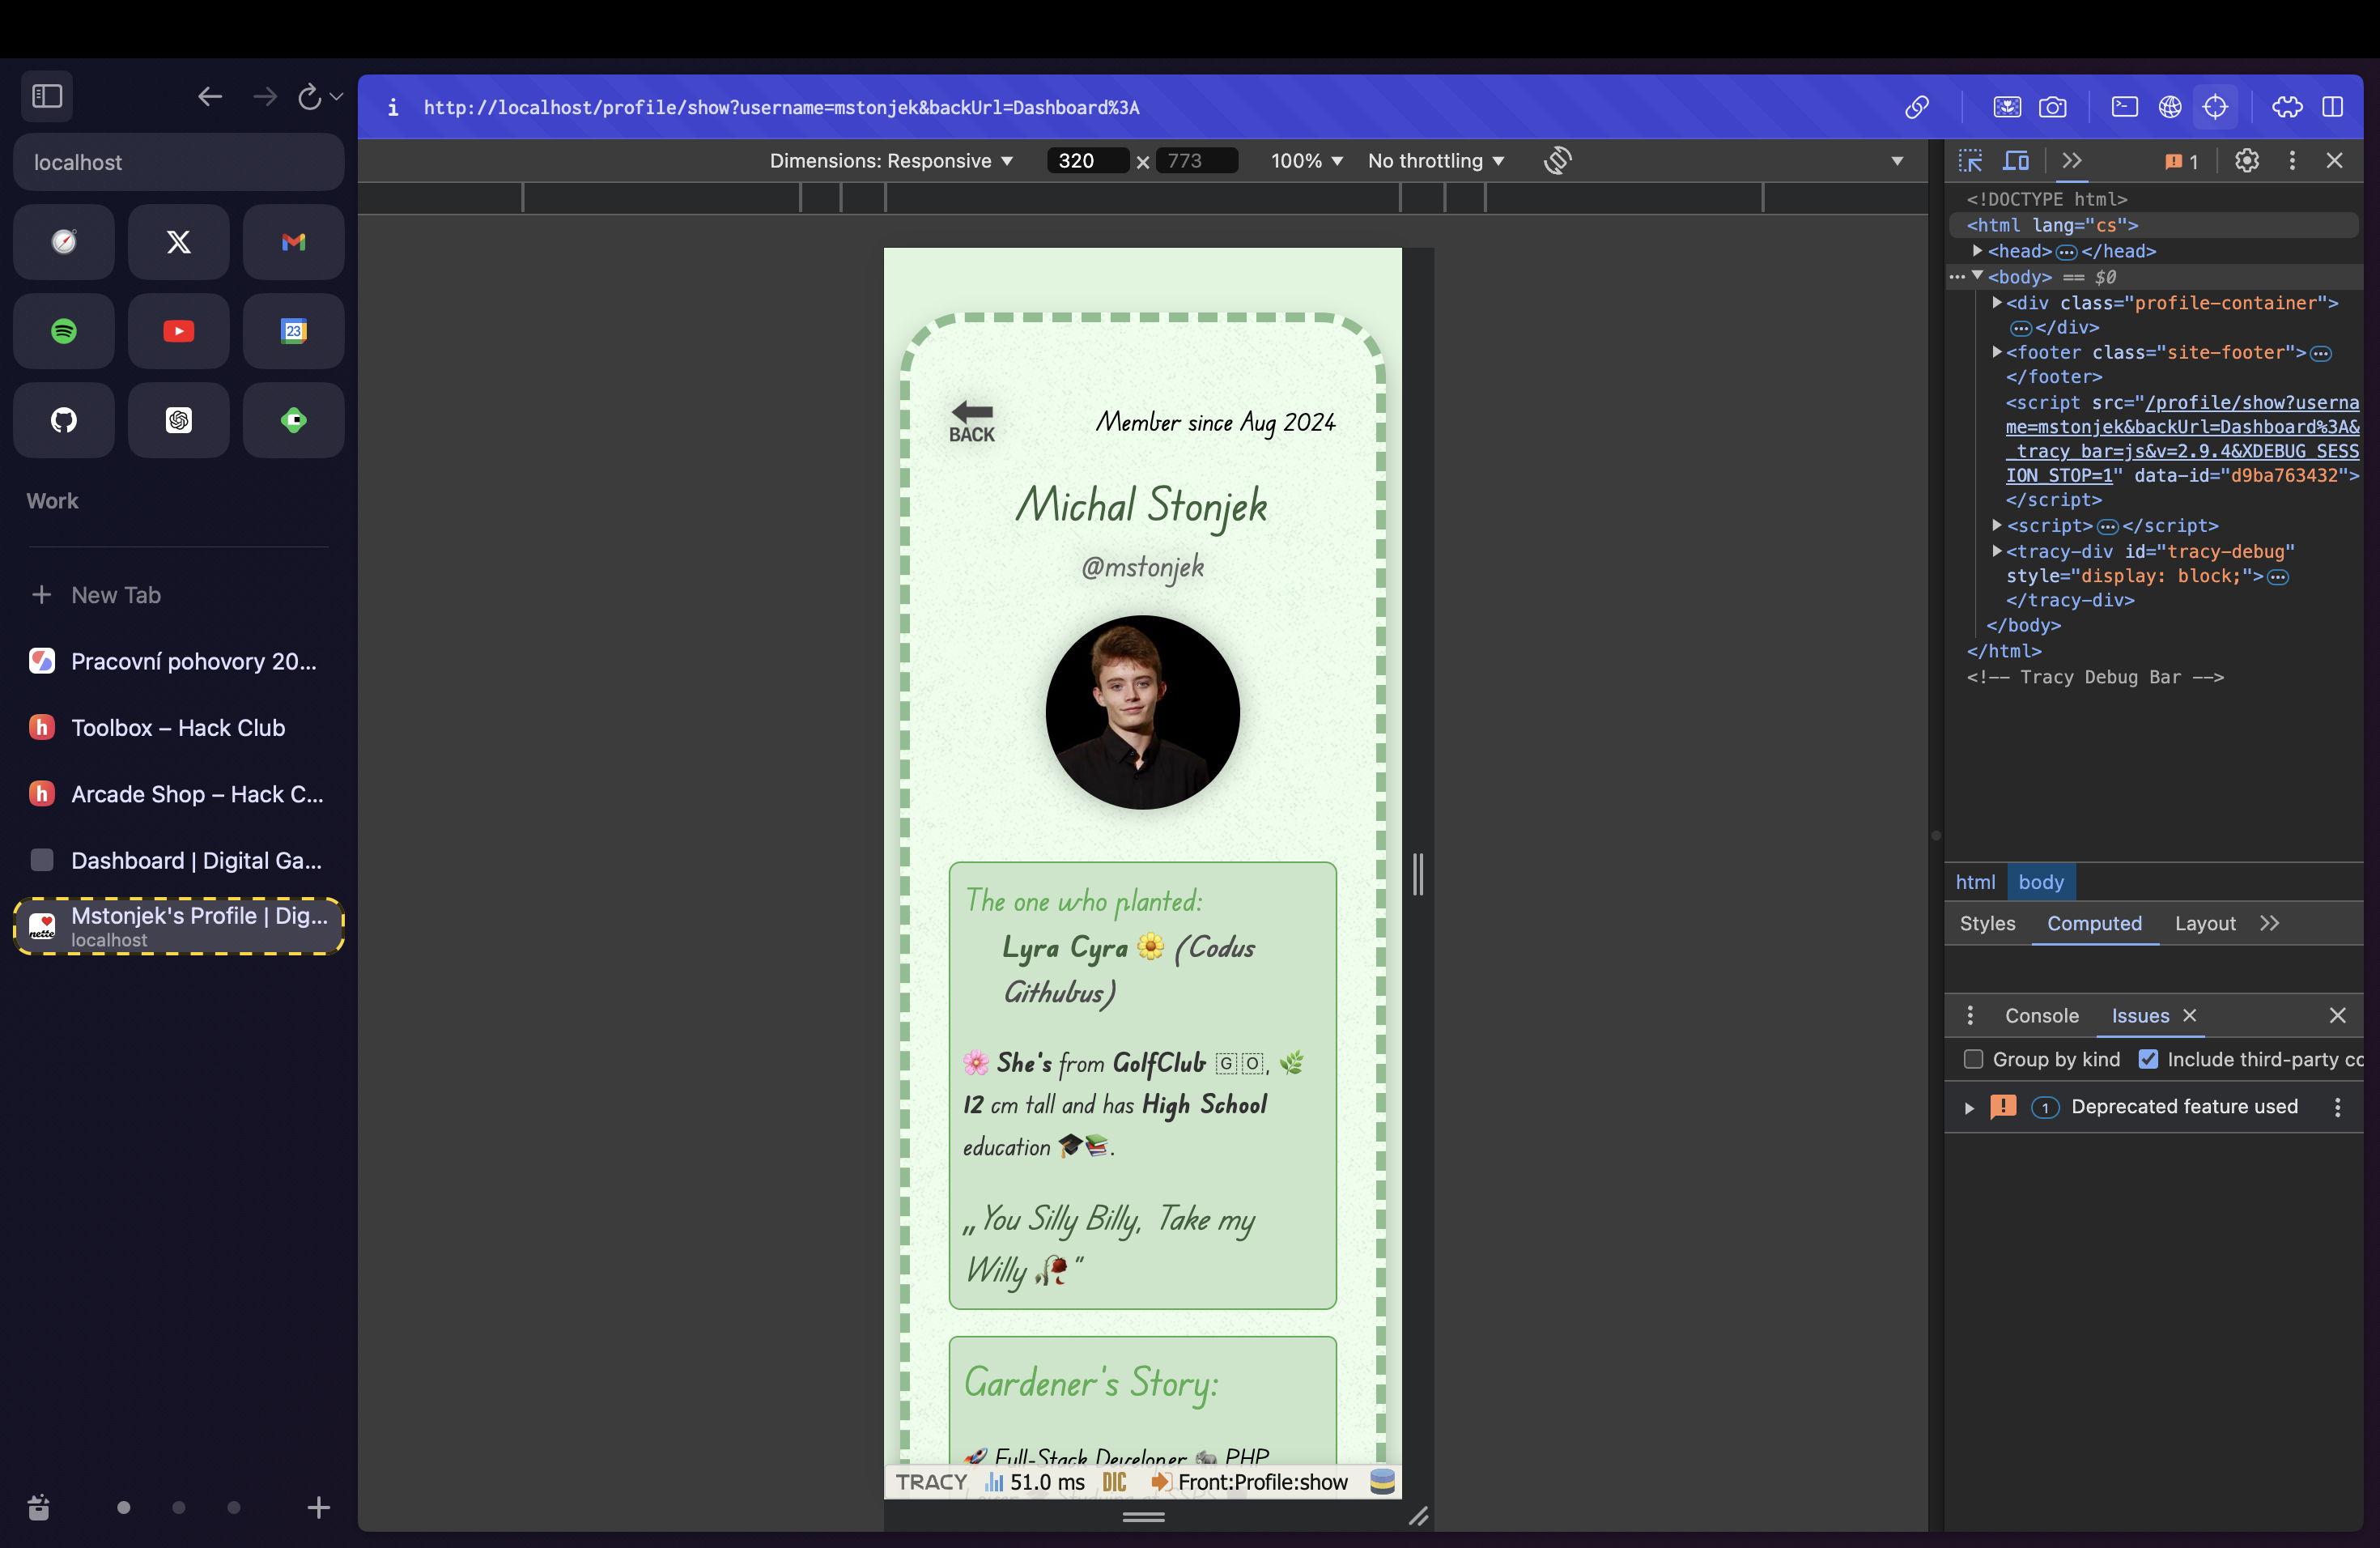 i http://localhost/profile/show?username=mstonjek&backUrl=Dashboard%3A
localhost
23
Work
New Tab
Pracovní pohovory 20...
Toolbox – Hack Club
Arcade Shop – Hack C...
Dashboard | Digital Ga...
nette
Mstonjek's Profile | Dig...
localhost
Dimensions: Responsive 320 × 773 100% No throttling
BACK
Member since Aug 2024
Michal Stonjek
@mstonjek
The one who planted:
Lyra Cyra 🌼 (Codus
Githubus)
🌸 She's from GolfClub 🇬🇴, 🌿
12 cm tall and has High School
education 🎓📚.
„You Silly Billy, Take my
Willy 🥀“
Gardener's Story:
🚀 Full-Stack Developer 🐘 PHP
TRACY 51.0 ms DIC Front:Profile:show
1
<!DOCTYPE html>
<html lang="cs">
<head>…</head>
… <body> == $0
<div class="profile-container">
…</div>
<footer class="site-footer">…
</footer>
<script src="/profile/show?userna
me=mstonjek&backUrl=Dashboard%3A&
_tracy_bar=js&v=2.9.4&XDEBUG_SESS
ION_STOP=1" data-id="d9ba763432">
</script>
<script>…</script>
<tracy-div id="tracy-debug"
style="display: block;">…
</tracy-div>
</body>
</html>
<!-- Tracy Debug Bar -->
html body
Styles Computed Layout
Console Issues
Group by kind Include third-party co
1 Deprecated feature used